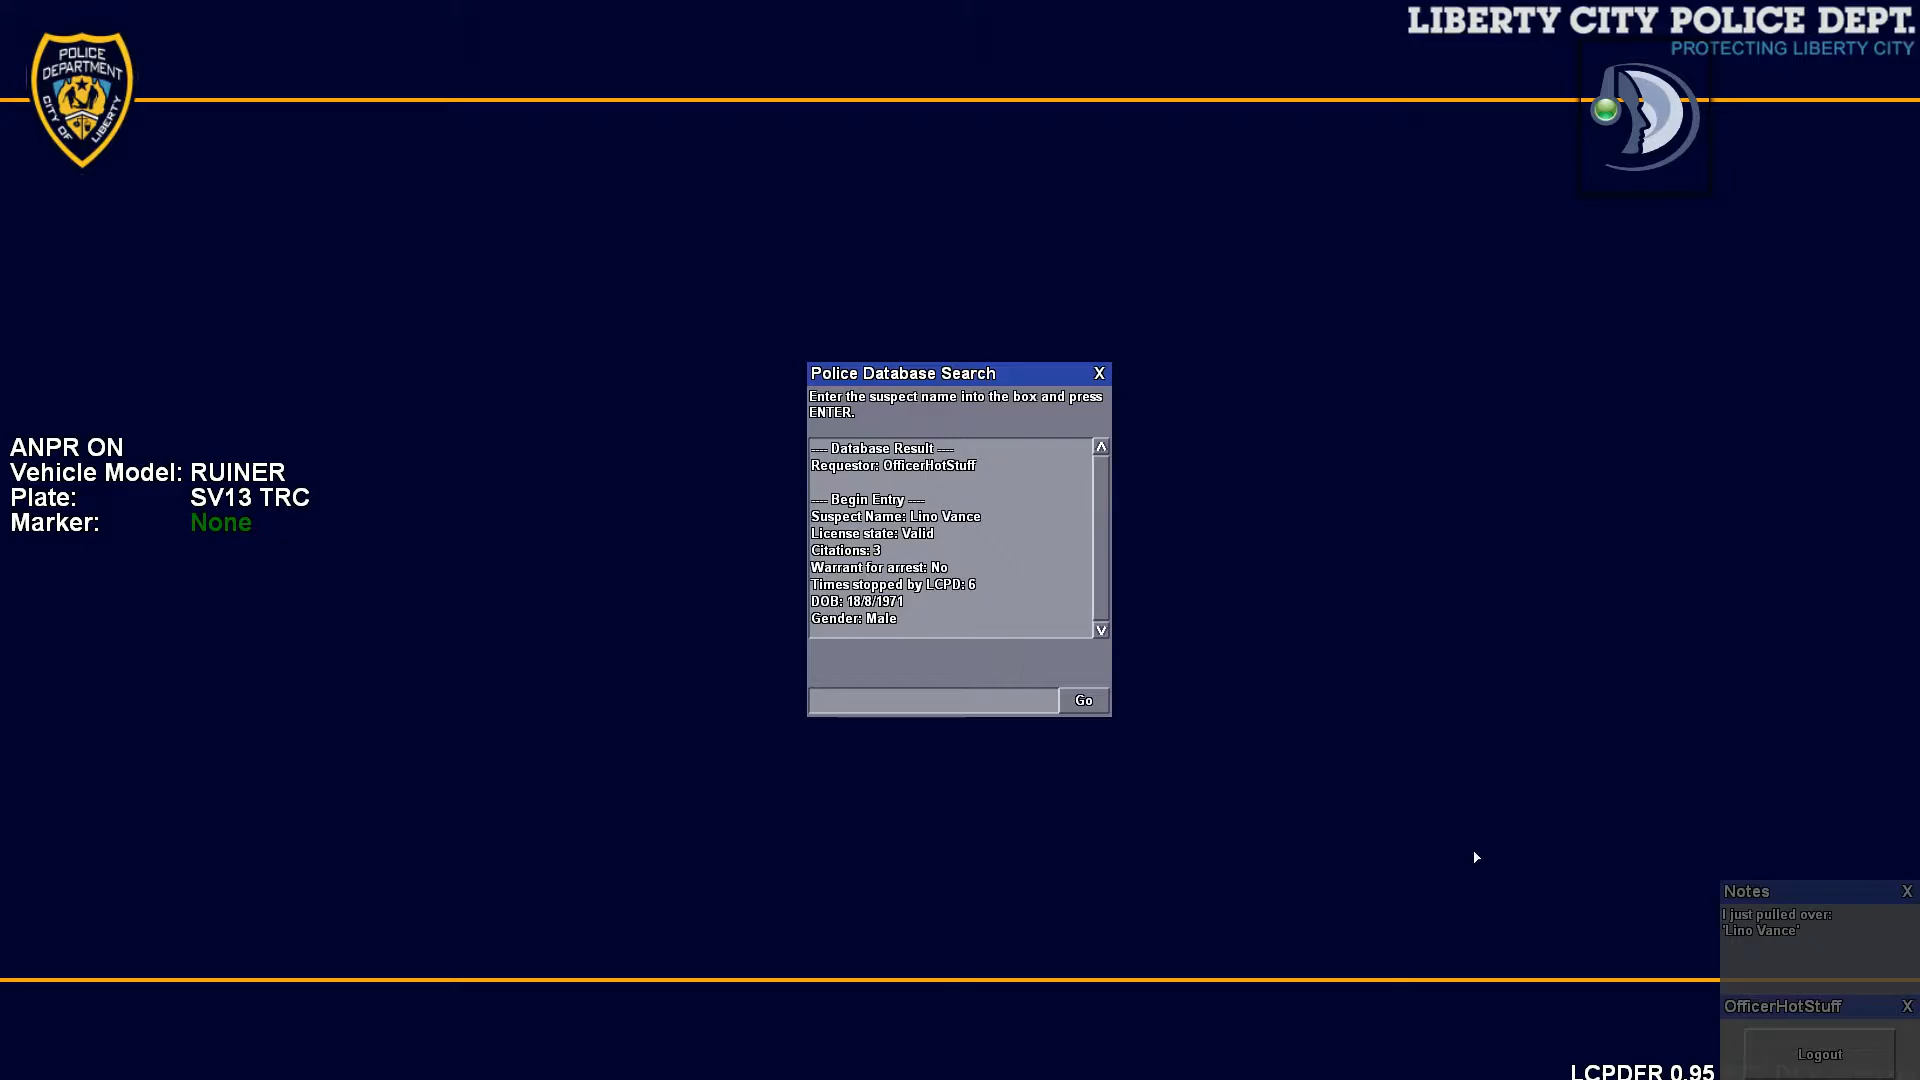 LIBERTY CITY POLICE DEPT.
PROTECTING LIBERTY CITY
POLICE
DEPARTMENT
CITY OF LIBERTY
Police Database Search X
Enter the suspect name into the box and press
ENTER.
---- Database Result ----
Requestor: OfficerHotStuff
---- Begin Entry ----
Suspect Name: Lino Vance
License state: Valid
Citations: 3
Warrant for arrest: No
Times stopped by LCPD: 6
DOB: 18/8/1971
Gender: Male
Go
ANPR ON
Vehicle Model: RUINER
Plate: SV13 TRC
Marker: None
Notes X
I just pulled over:
'Lino Vance'
OfficerHotStuff X
Logout
LCPDFR 0.95